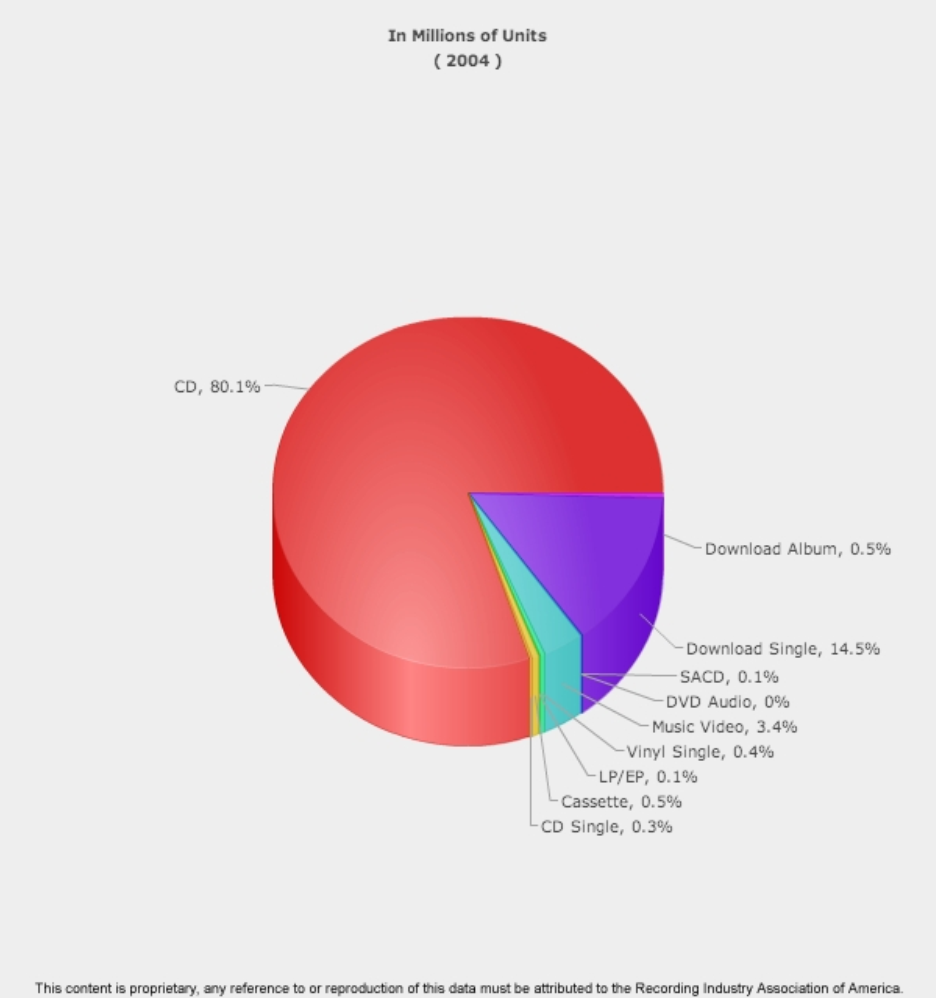 In Millions of Units
( 2004 )
CD, 80.1%
Download Album, 0.5%
Download Single, 14.5%
SACD, 0.1%
DVD Audio, 0%
Music Video, 3.4%
Vinyl Single, 0.4%
LP/EP, 0.1%
Cassette, 0.5%
CD Single, 0.3%
This content is proprietary, any reference to or reproduction of this data must be attributed to the Recording Industry Association of America.